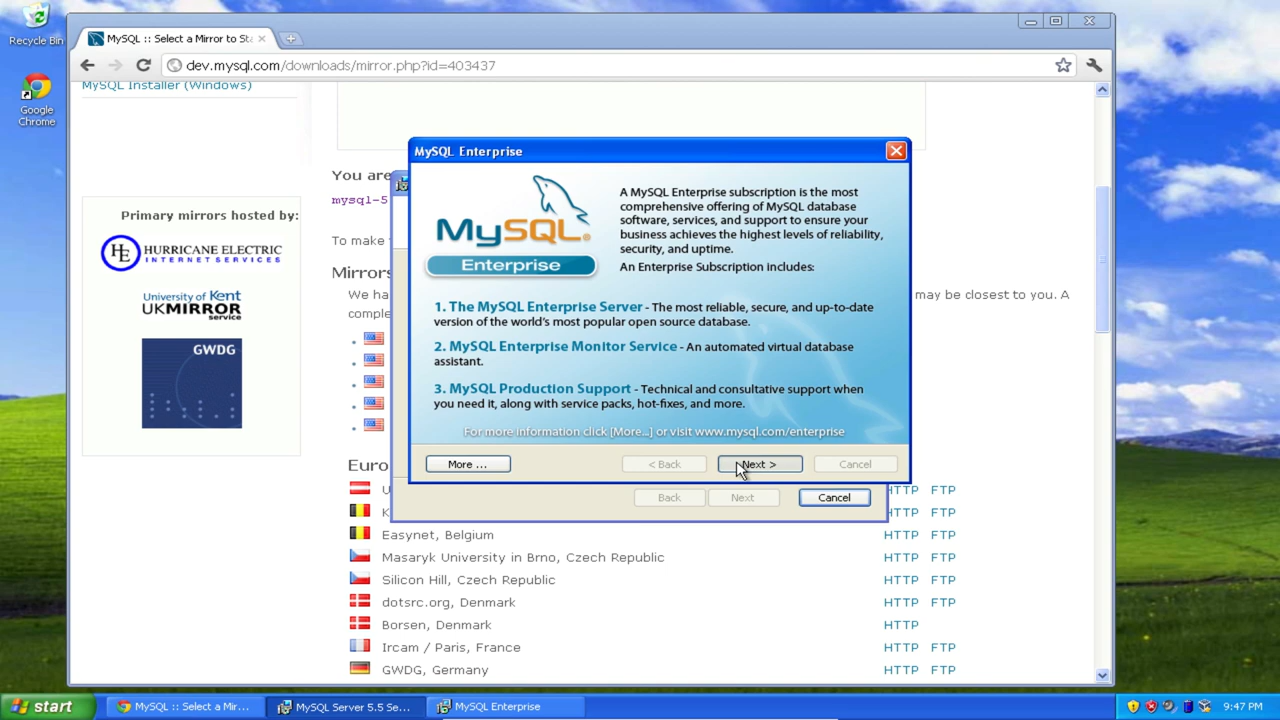 Recycle Bin
Google
Chrome
MySQL :: Select a Mirror to St
dev.mysql.com/downloads/mirror.php?id=403437
MySQL Installer (Windows)
Primary mirrors hosted by:
HE HURRICANE ELECTRIC
INTERNET SERVICES
University of Kent
UKMIRROR
service
GWDG
You are
mysql-5
To make
Mirrors
We ha
may be closest to you. A
comple
MySQL Enterprise
MySQL®
Enterprise
A MySQL Enterprise subscription is the most
comprehensive offering of MySQL database
software, services, and support to ensure your
business achieves the highest levels of reliability,
security, and uptime.
An Enterprise Subscription includes:
1. The MySQL Enterprise Server - The most reliable, secure, and up-to-date
version of the world's most popular open source database.
2. MySQL Enterprise Monitor Service - An automated virtual database
assistant.
3. MySQL Production Support - Technical and consultative support when
you need it, along with service packs, hot-fixes, and more.
For more information click [More...] or visit www.mysql.com/enterprise
More ...
< Back
Next >
Cancel
Back
Next
Cancel
Euro
U HTTP FTP
K HTTP FTP
Easynet, Belgium HTTP FTP
Masaryk University in Brno, Czech Republic HTTP FTP
Silicon Hill, Czech Republic HTTP FTP
dotsrc.org, Denmark HTTP FTP
Borsen, Denmark HTTP
Ircam / Paris, France HTTP FTP
GWDG, Germany HTTP FTP
start
MySQL :: Select a Mir...
MySQL Server 5.5 Se...
MySQL Enterprise
9:47 PM